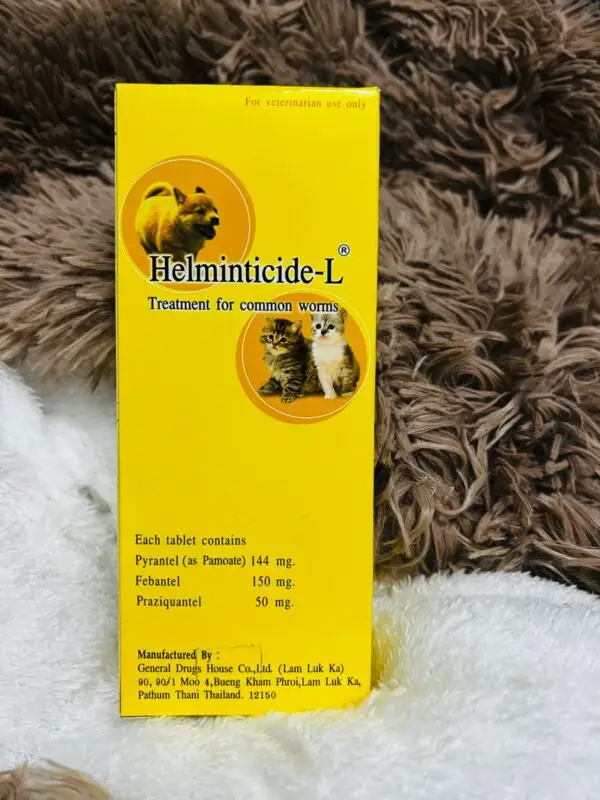 For veterinarian use only
Helminticide-L®
Treatment for common worms
Each tablet contains
Pyrantel (as Pamoate) 144 mg.
Febantel 150 mg.
Praziquantel 50 mg.
Manufactured By :
General Drugs House Co.,Ltd. (Lam Luk Ka)
90, 90/1 Moo 4,Bueng Kham Phroi,Lam Luk Ka,
Pathum Thani Thailand. 12150